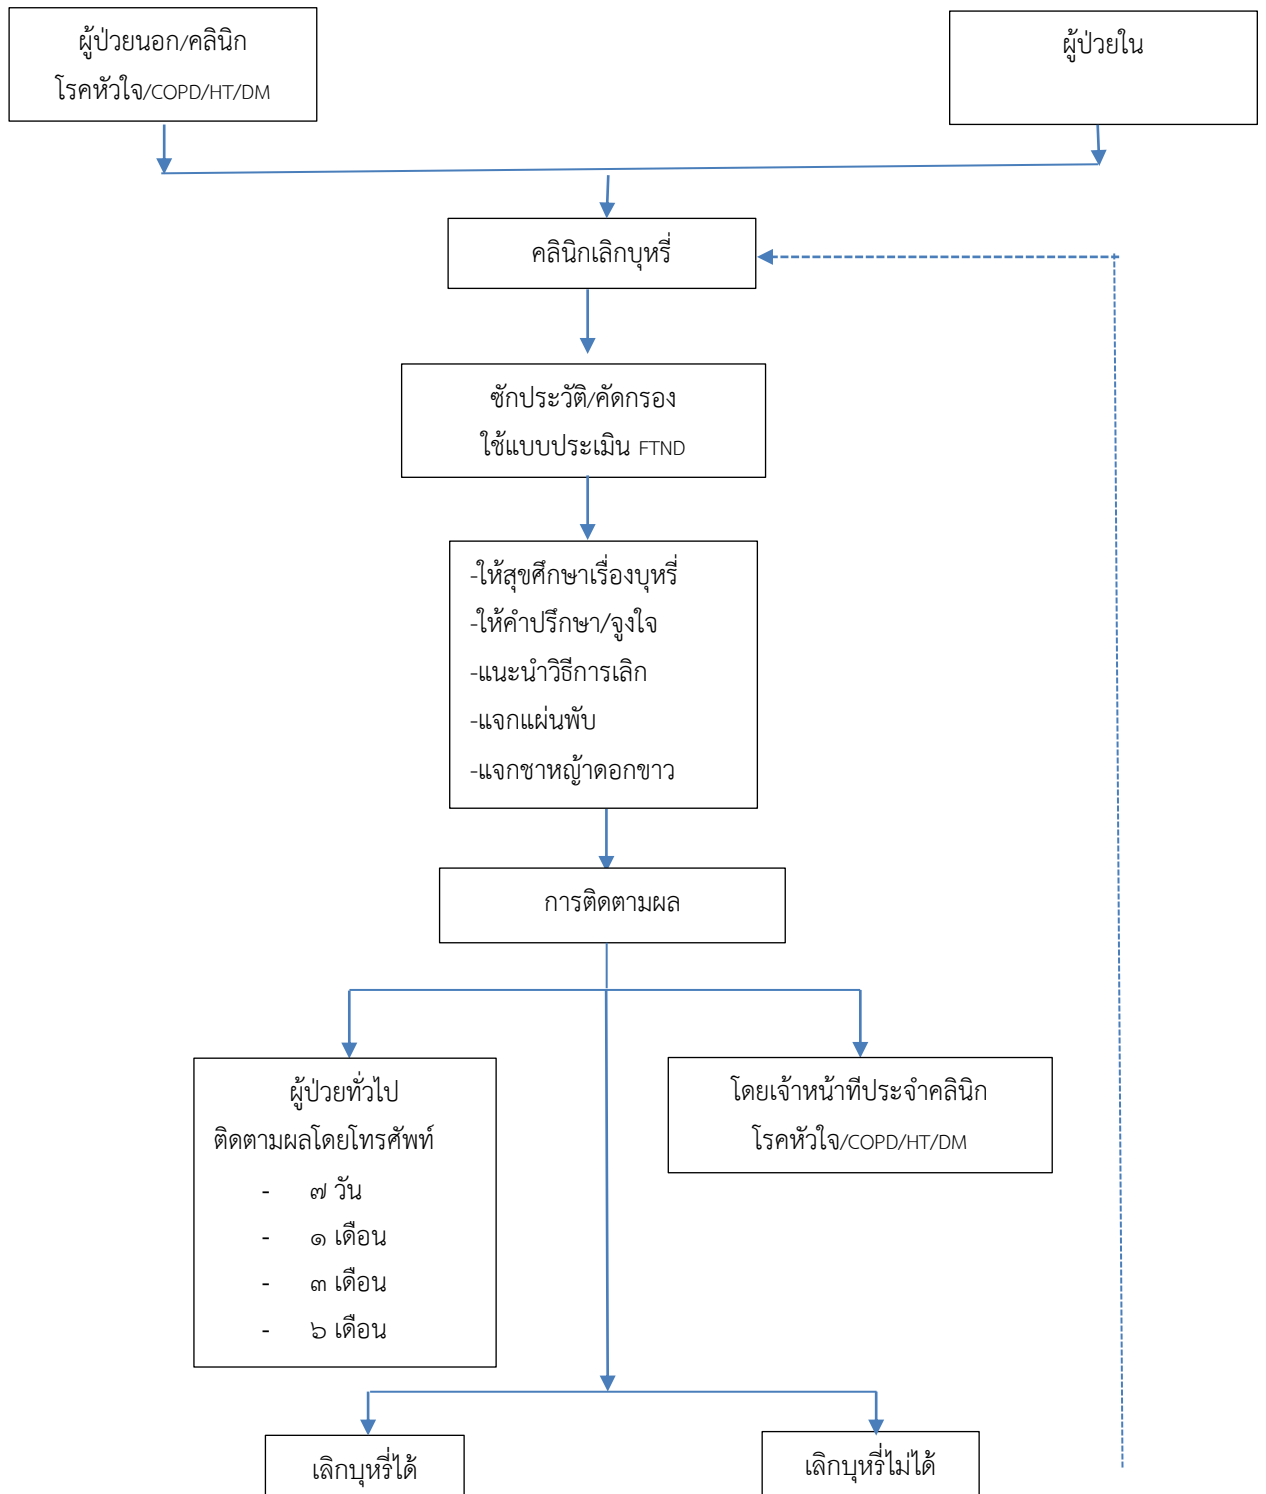 ผู้ป่วยนอก/คลินิก
โรคหัวใจ/COPD/HT/DM
ผู้ป่วยใน
คลินิกเลิกบุหรี่
ซักประวัติ/คัดกรอง
ใช้แบบประเมิน FTND
-ให้สุขศึกษาเรื่องบุหรี่
-ให้คำปรึกษา/จูงใจ
-แนะนำวิธีการเลิก
-แจกแผ่นพับ
-แจกชาหญ้าดอกขาว
การติดตามผล
ผู้ป่วยทั่วไป
ติดตามผลโดยโทรศัพท์
- ๗ วัน
- ๑ เดือน
- ๓ เดือน
- ๖ เดือน
โดยเจ้าหน้าทีประจำคลินิก
โรคหัวใจ/COPD/HT/DM
เลิกบุหรี่ได้
เลิกบุหรี่ไม่ได้